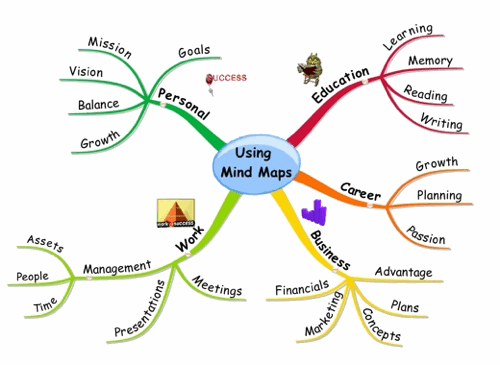 Using
Mind Maps
Personal
Goals
Mission
Vision
Balance
Growth
SUCCESS
Education
Learning
Memory
Reading
Writing
Career
Growth
Planning
Passion
Business
Advantage
Plans
Concepts
Marketing
Financials
Work
Meetings
Presentations
Management
Assets
People
Time